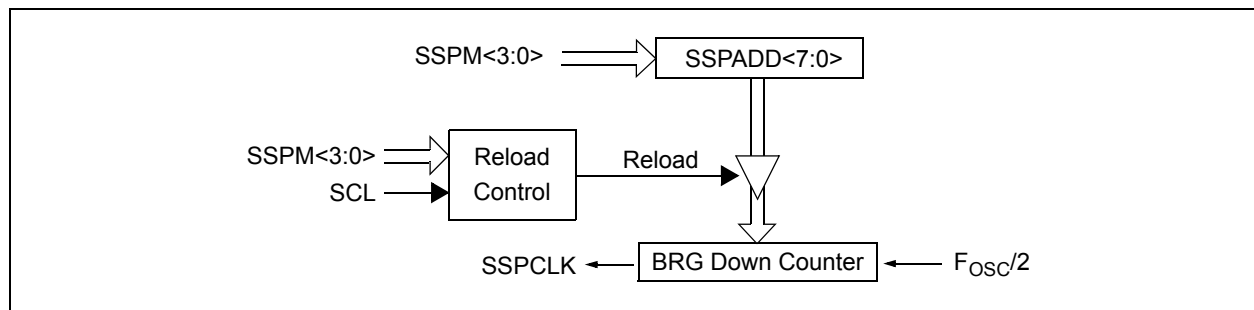 SSPM<3:0>
SSPADD<7:0>
SSPM<3:0>
SCL
Reload
Control
Reload
SSPCLK
BRG Down Counter
FOSC/2